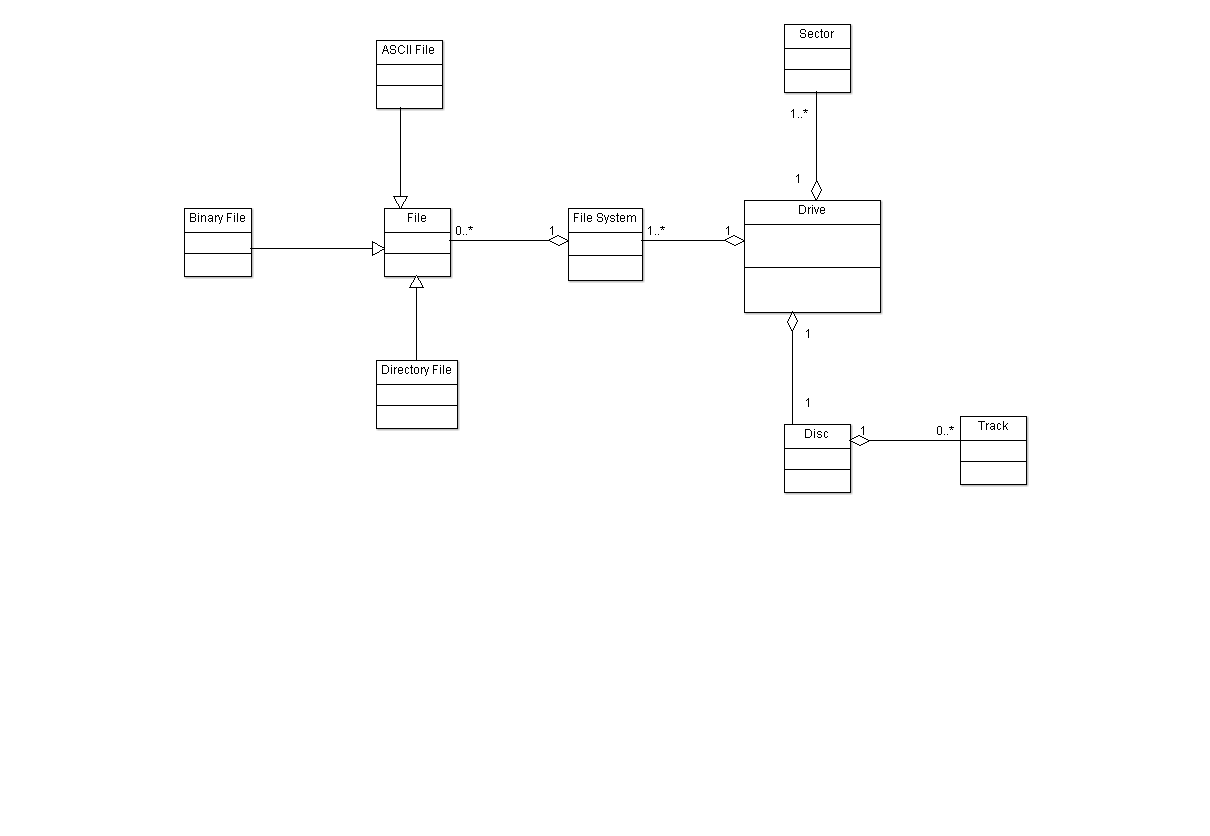 Sector
ASCII File
1..*
1
Binary File
File
0..*
1
File System
1..*
1
Drive
1
Directory File
1
Disc
1
0..*
Track